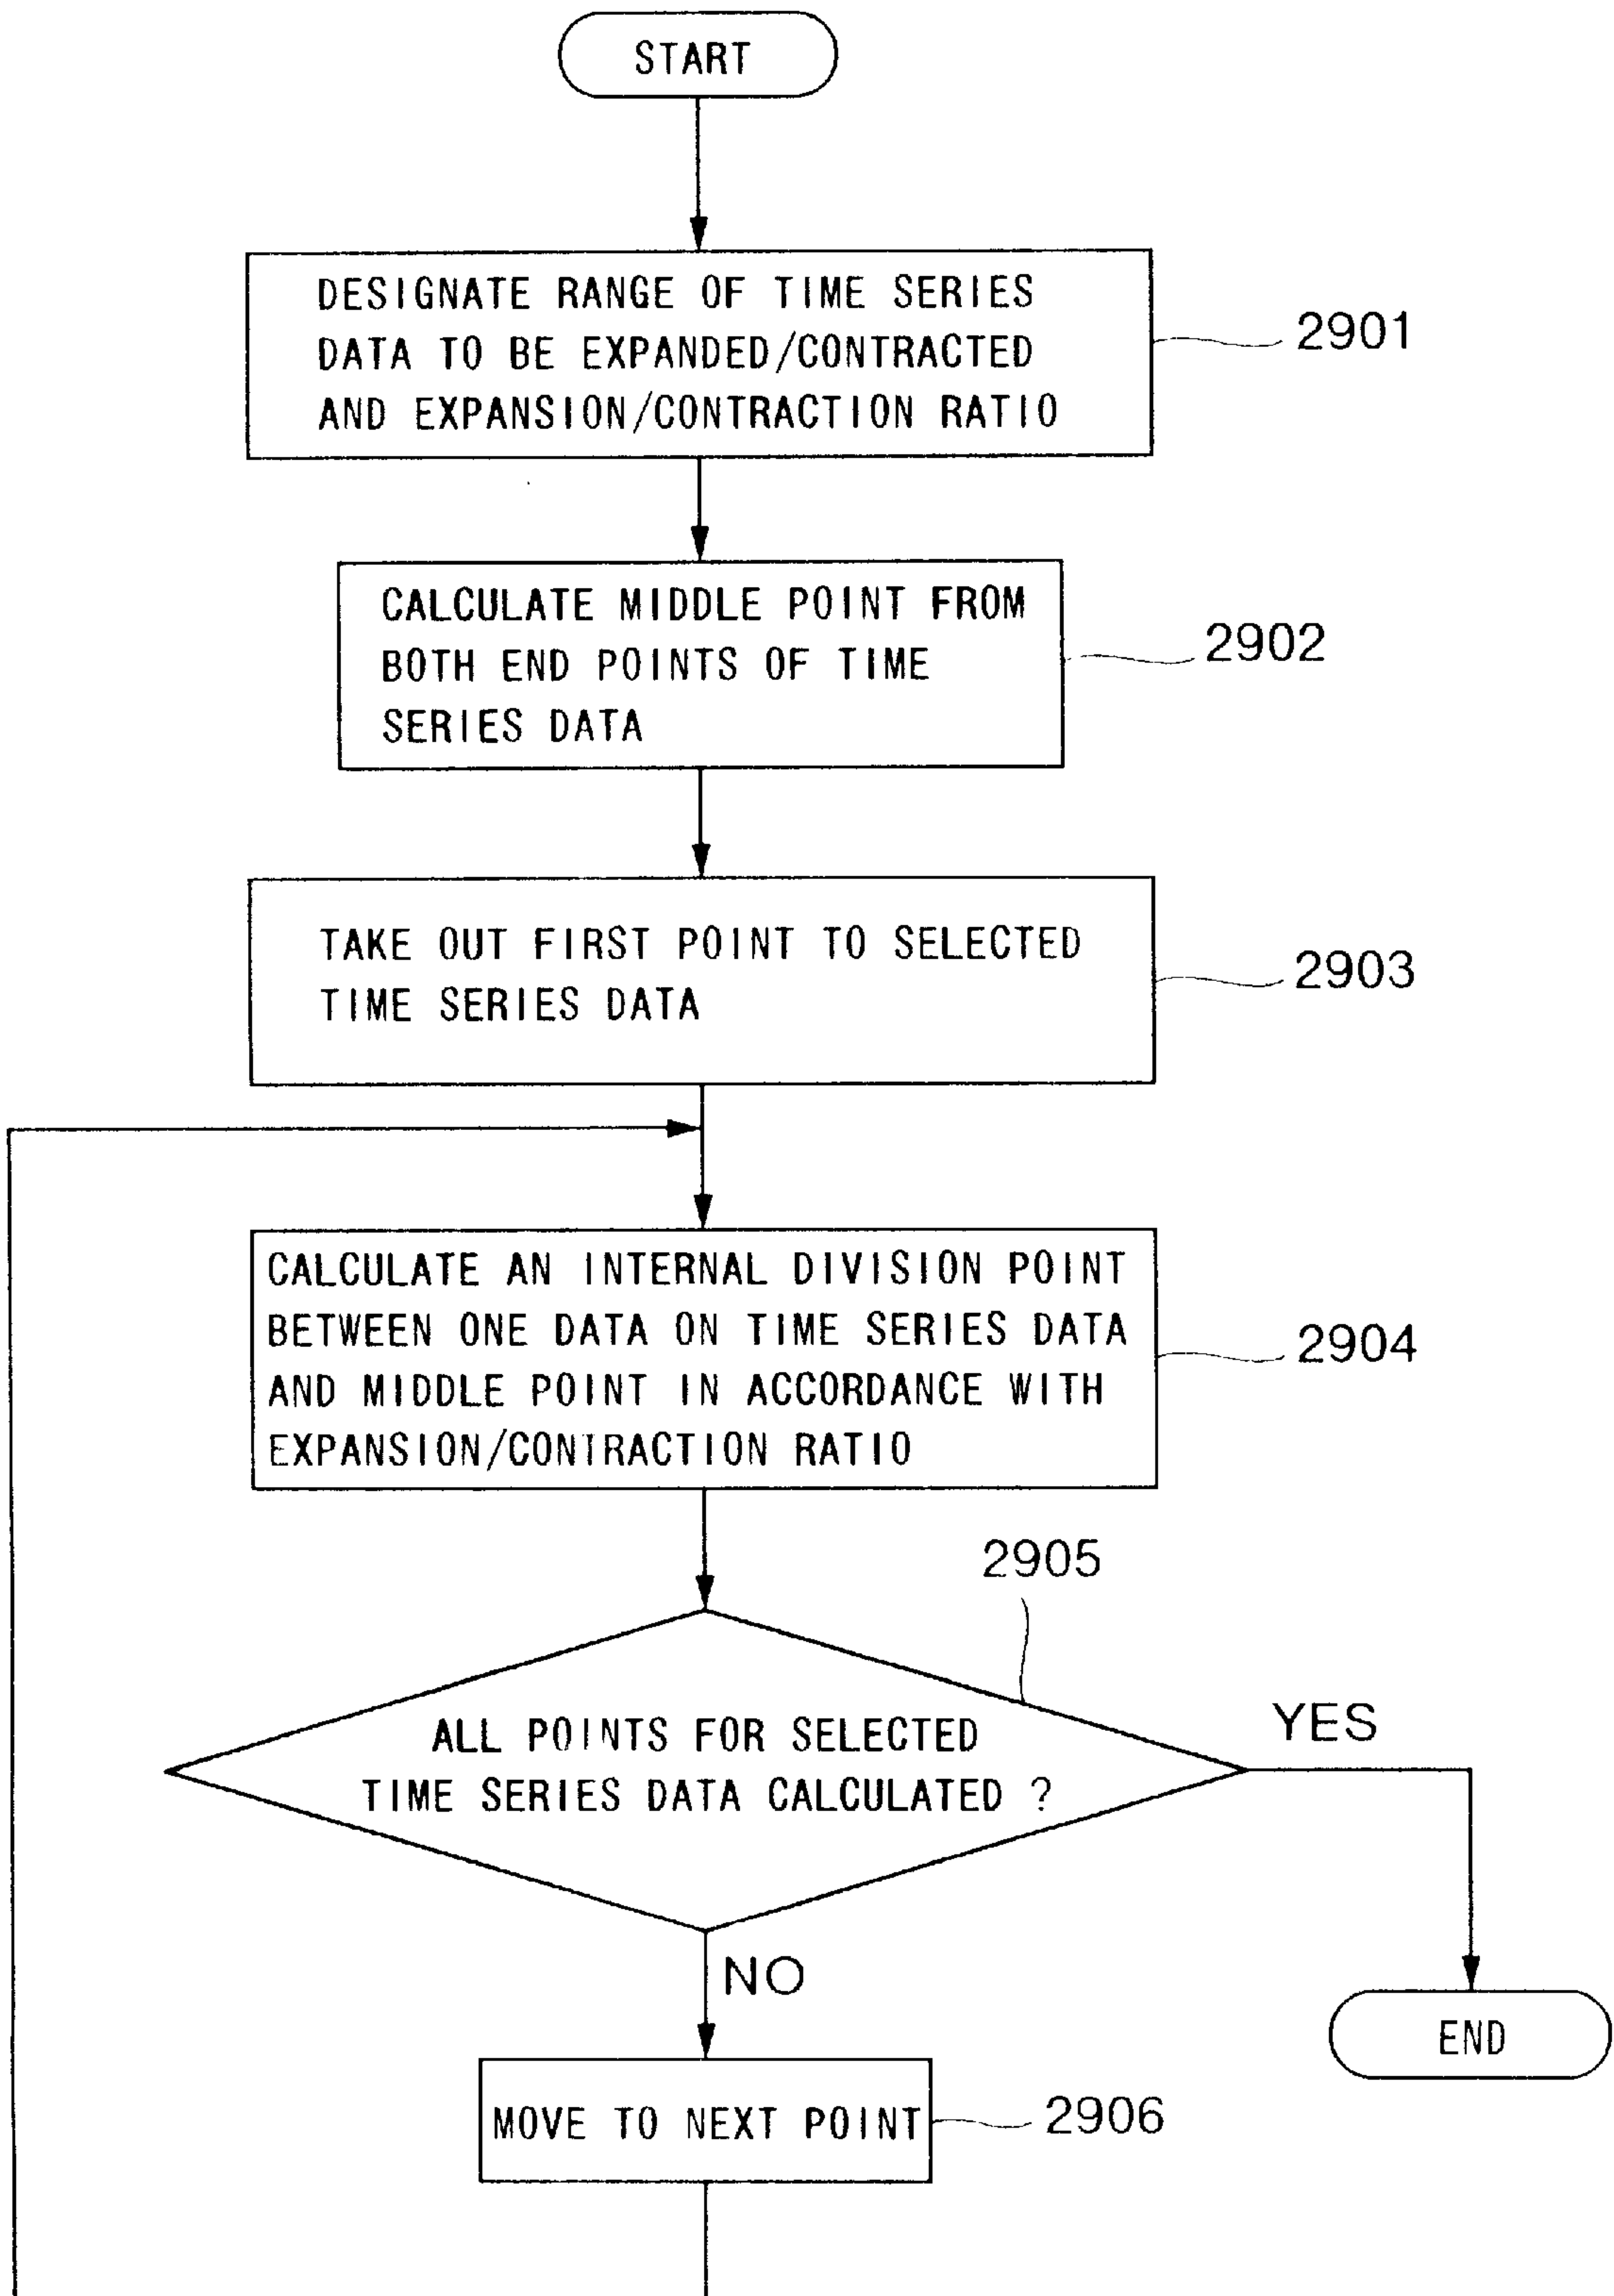 START
DESIGNATE RANGE OF TIME SERIES
DATA TO BE EXPANDED/CONTRACTED
AND EXPANSION/CONTRACTION RATIO
2901
CALCULATE MIDDLE POINT FROM
BOTH END POINTS OF TIME
SERIES DATA
2902
TAKE OUT FIRST POINT TO SELECTED
TIME SERIES DATA
2903
CALCULATE AN INTERNAL DIVISION POINT
BETWEEN ONE DATA ON TIME SERIES DATA
AND MIDDLE POINT IN ACCORDANCE WITH
EXPANSION/CONTRACTION RATIO
2904
2905
ALL POINTS FOR SELECTED
TIME SERIES DATA CALCULATED ?
YES
NO
END
MOVE TO NEXT POINT
2906